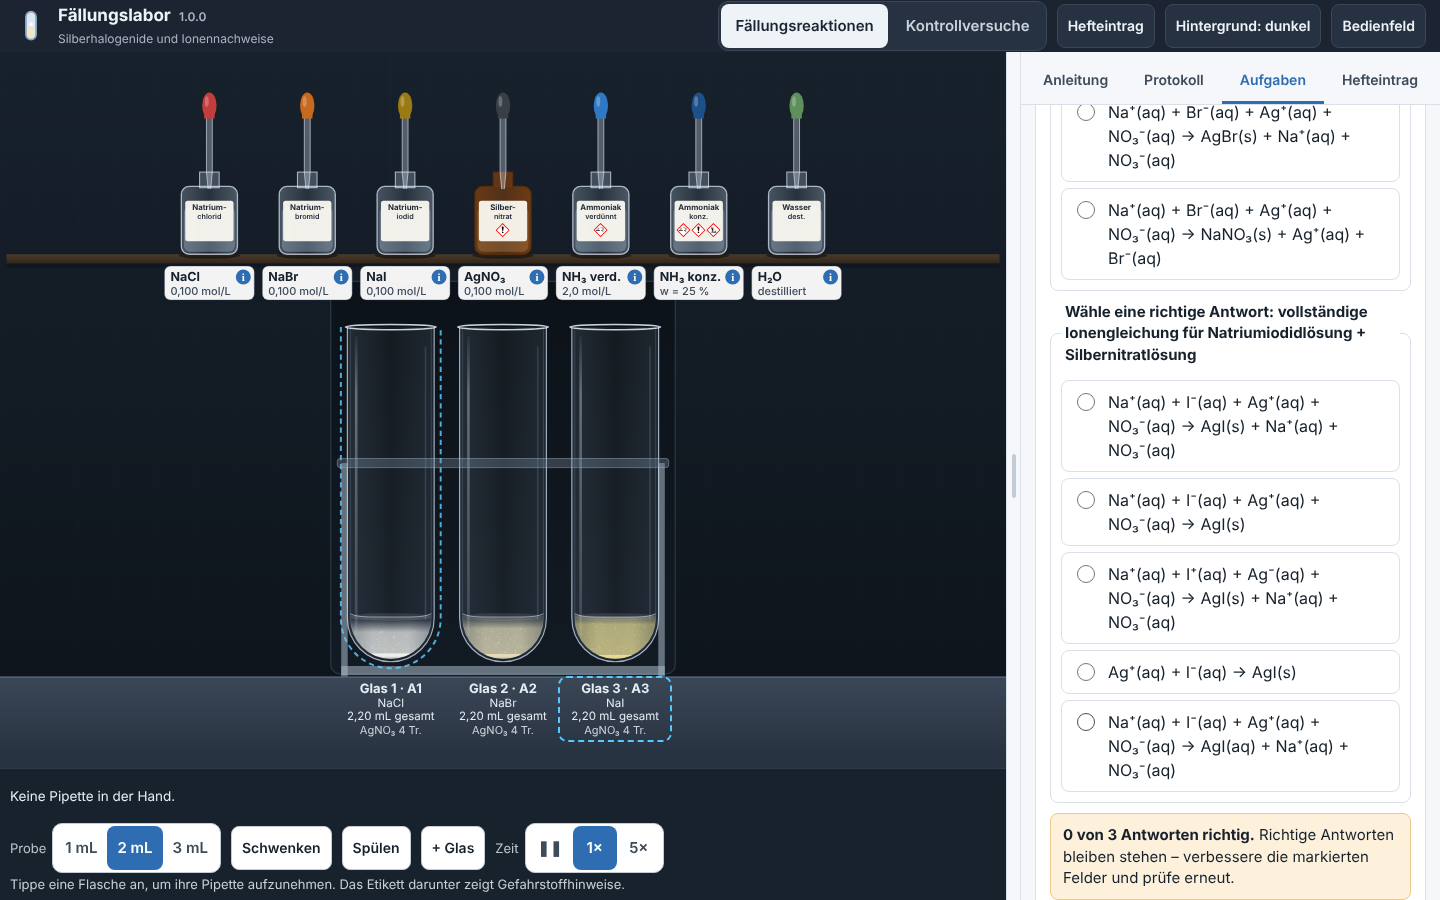 Fällungslabor 1.0.0
Silberhalogenide und Ionennachweise
Fällungsreaktionen
Kontrollversuche
Hefteintrag
Hintergrund: dunkel
Bedienfeld
Anleitung
Protokoll
Aufgaben
Hefteintrag
Natrium-
chlorid
Natrium-
bromid
Natrium-
iodid
Silber-
nitrat
Ammoniak
verdünnt
Ammoniak
konz.
Wasser
dest.
NaCl
0,100 mol/L
NaBr
0,100 mol/L
NaI
0,100 mol/L
AgNO₃
0,100 mol/L
NH₃ verd.
2,0 mol/L
NH₃ konz.
w = 25 %
H₂O
destilliert
Glas 1 · A1
NaCl
2,20 mL gesamt
AgNO₃ 4 Tr.
Glas 2 · A2
NaBr
2,20 mL gesamt
AgNO₃ 4 Tr.
Glas 3 · A3
NaI
2,20 mL gesamt
AgNO₃ 4 Tr.
Keine Pipette in der Hand.
Probe 1 mL 2 mL 3 mL Schwenken Spülen + Glas Zeit 1× 5×
Tippe eine Flasche an, um ihre Pipette aufzunehmen. Das Etikett darunter zeigt Gefahrstoffhinweise.
Na⁺(aq) + Br⁻(aq) + Ag⁺(aq) +
NO₃⁻(aq) → AgBr(s) + Na⁺(aq) +
NO₃⁻(aq)
Na⁺(aq) + Br⁻(aq) + Ag⁺(aq) +
NO₃⁻(aq) → NaNO₃(s) + Ag⁺(aq) +
Br⁻(aq)
Wähle eine richtige Antwort: vollständige
Ionengleichung für Natriumiodidlösung +
Silbernitratlösung
Na⁺(aq) + I⁻(aq) + Ag⁺(aq) +
NO₃⁻(aq) → AgI(s) + Na⁺(aq) +
NO₃⁻(aq)
Na⁺(aq) + I⁻(aq) + Ag⁺(aq) +
NO₃⁻(aq) → AgI(s)
Na⁺(aq) + I⁺(aq) + Ag⁻(aq) +
NO₃⁻(aq) → AgI(s) + Na⁺(aq) +
NO₃⁻(aq)
Ag⁺(aq) + I⁻(aq) → AgI(s)
Na⁺(aq) + I⁻(aq) + Ag⁺(aq) +
NO₃⁻(aq) → AgI(aq) + Na⁺(aq) +
NO₃⁻(aq)
0 von 3 Antworten richtig. Richtige Antworten
bleiben stehen – verbessere die markierten
Felder und prüfe erneut.